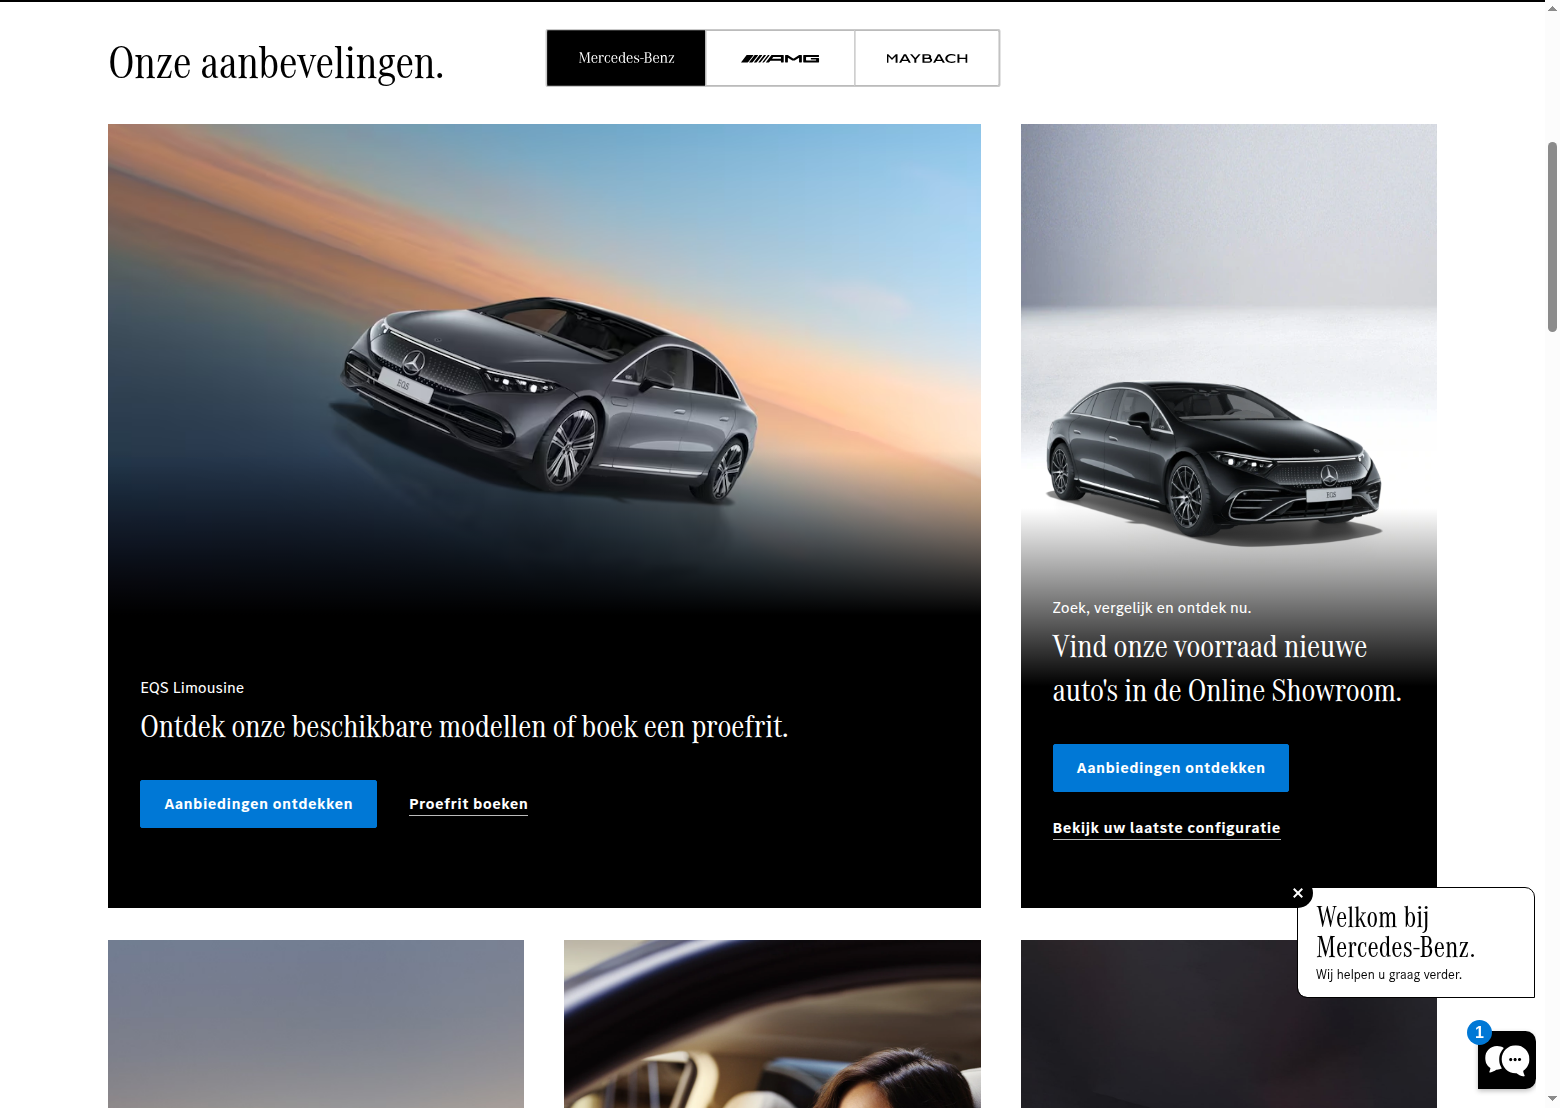 Onze aanbevelingen.
Mercedes-Benz
AMG
MAYBACH
EQS
EQS
Zoek, vergelijk en ontdek nu.
Vind onze voorraad nieuwe
auto's in de Online Showroom.
EQS Limousine
Ontdek onze beschikbare modellen of boek een proefrit.
Aanbiedingen ontdekken
Proefrit boeken
Aanbiedingen ontdekken
Bekijk uw laatste configuratie
Welkom bij
Mercedes-Benz.
Wij helpen u graag verder.
1